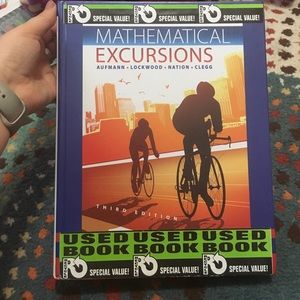 SPECIAL VALUE! SPECIAL VALUE! SPECIAL VALUE!
MATHEMATICAL
EXCURSIONS
AUFMANN • LOCKWOOD • NATION • CLEGG
THIRD EDITION
USED USED USED
BOOK BOOK BOOK
SPECIAL VALUE! SPECIAL VALUE! SPECIAL VALUE!